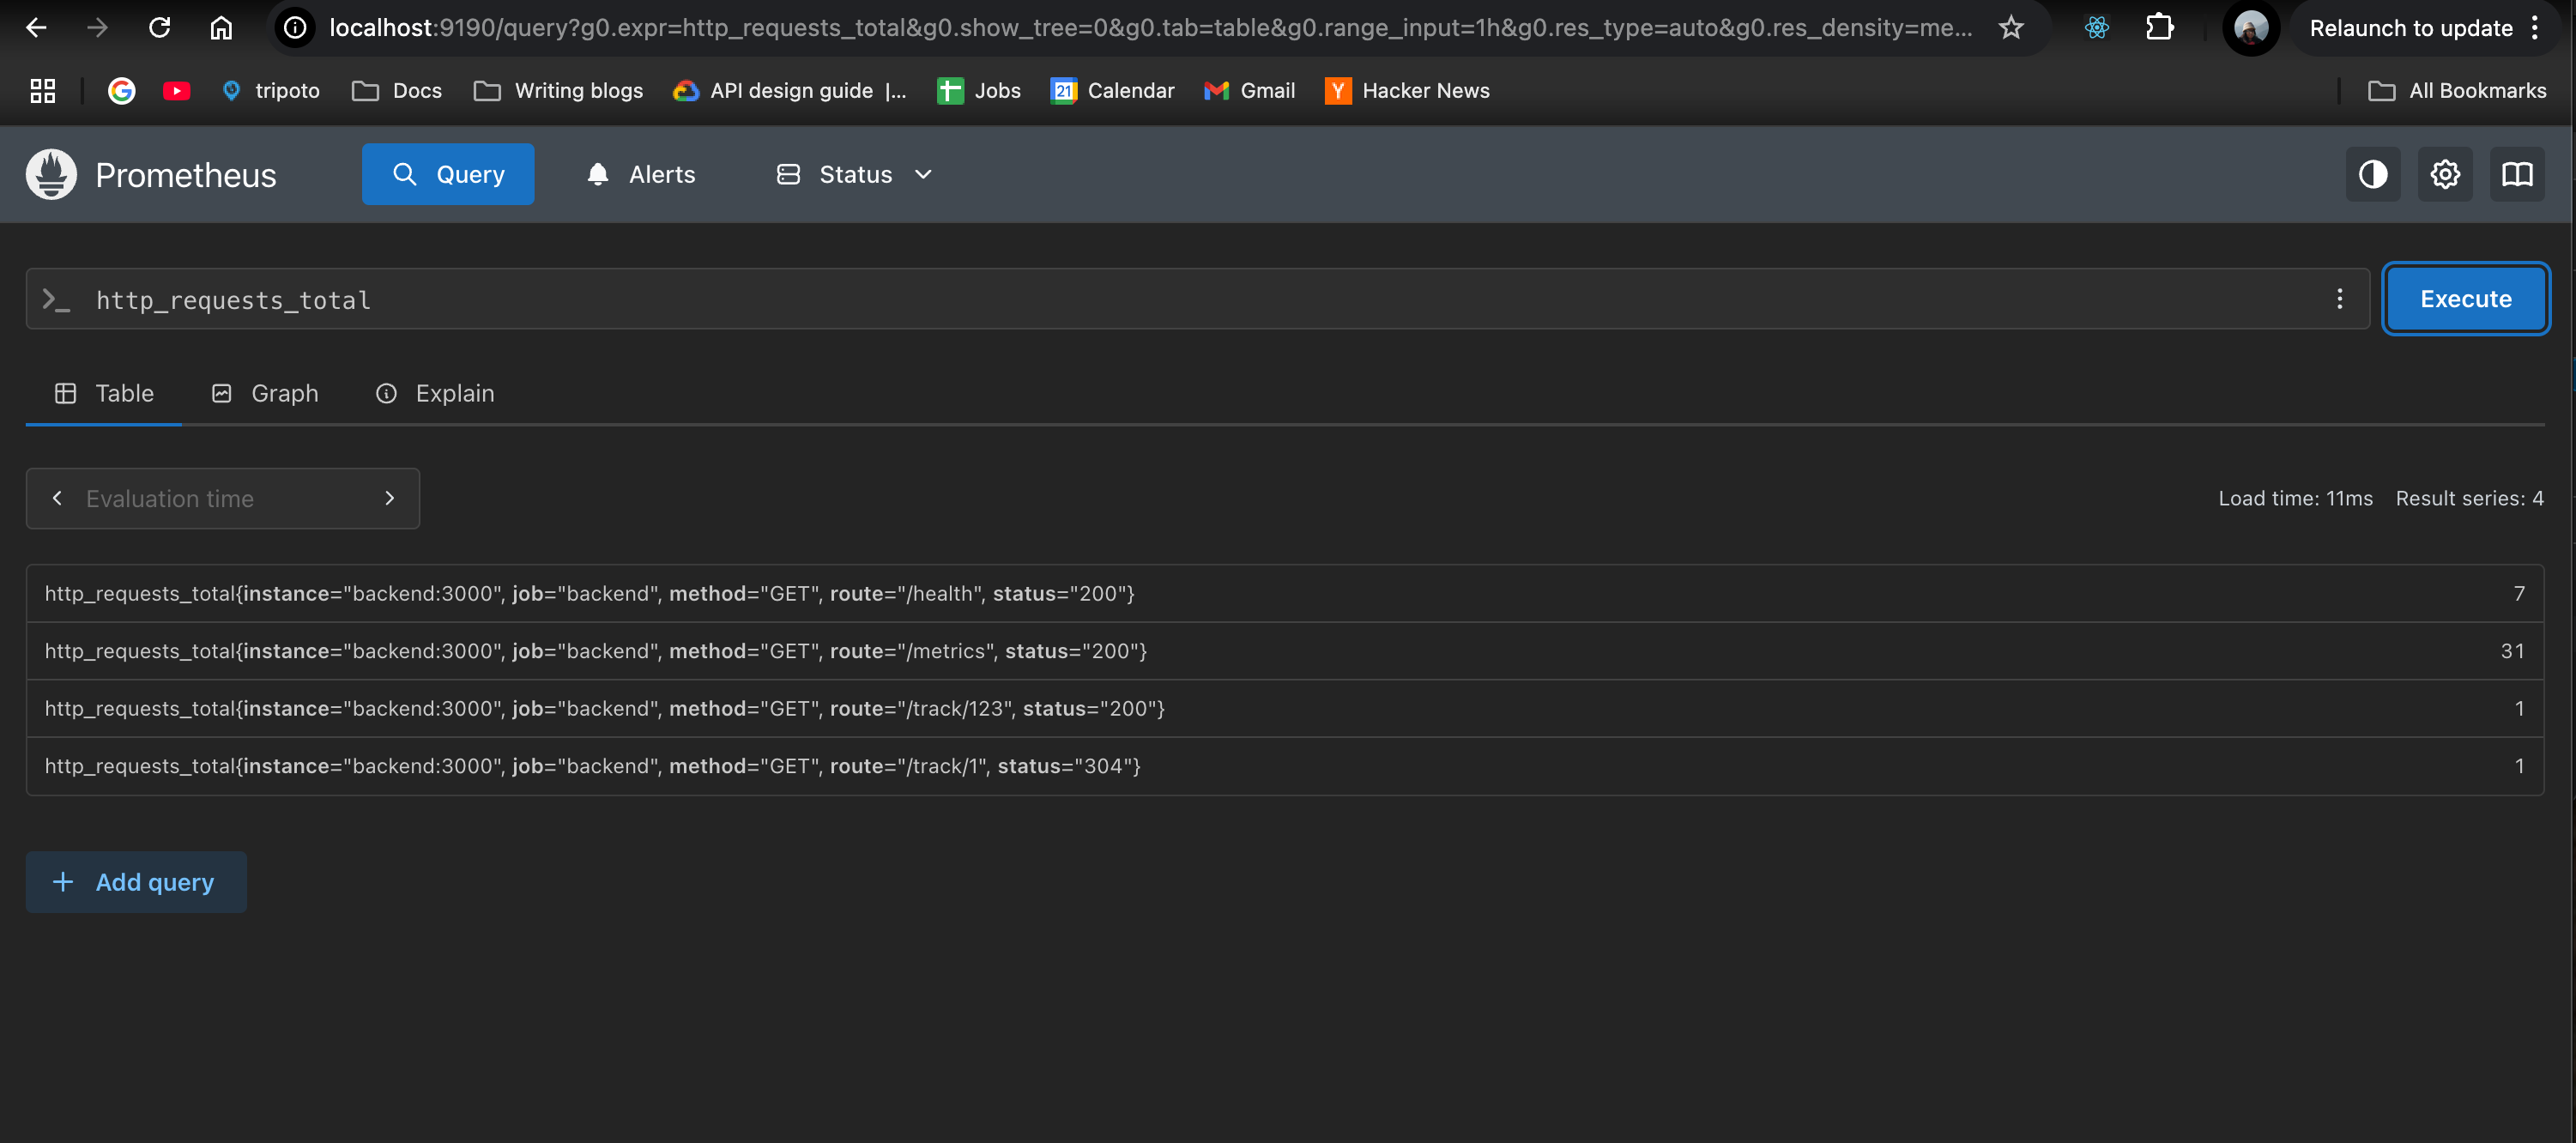 localhost:9190/query?g0.expr=http_requests_total&g0.show_tree=0&g0.tab=table&g0.range_input=1h&g0.res_type=auto&g0.res_density=me...
Relaunch to update
tripoto
Docs
Writing blogs
API design guide |...
Jobs
21
Calendar
Gmail
Y
Hacker News
All Bookmarks
Prometheus
Query
Alerts
Status
>_ http_requests_total
Execute
Table
Graph
Explain
Evaluation time
Load time: 11ms
Result series: 4
http_requests_total{instance="backend:3000", job="backend", method="GET", route="/health", status="200"} 7
http_requests_total{instance="backend:3000", job="backend", method="GET", route="/metrics", status="200"} 31
http_requests_total{instance="backend:3000", job="backend", method="GET", route="/track/123", status="200"} 1
http_requests_total{instance="backend:3000", job="backend", method="GET", route="/track/1", status="304"} 1
+ Add query